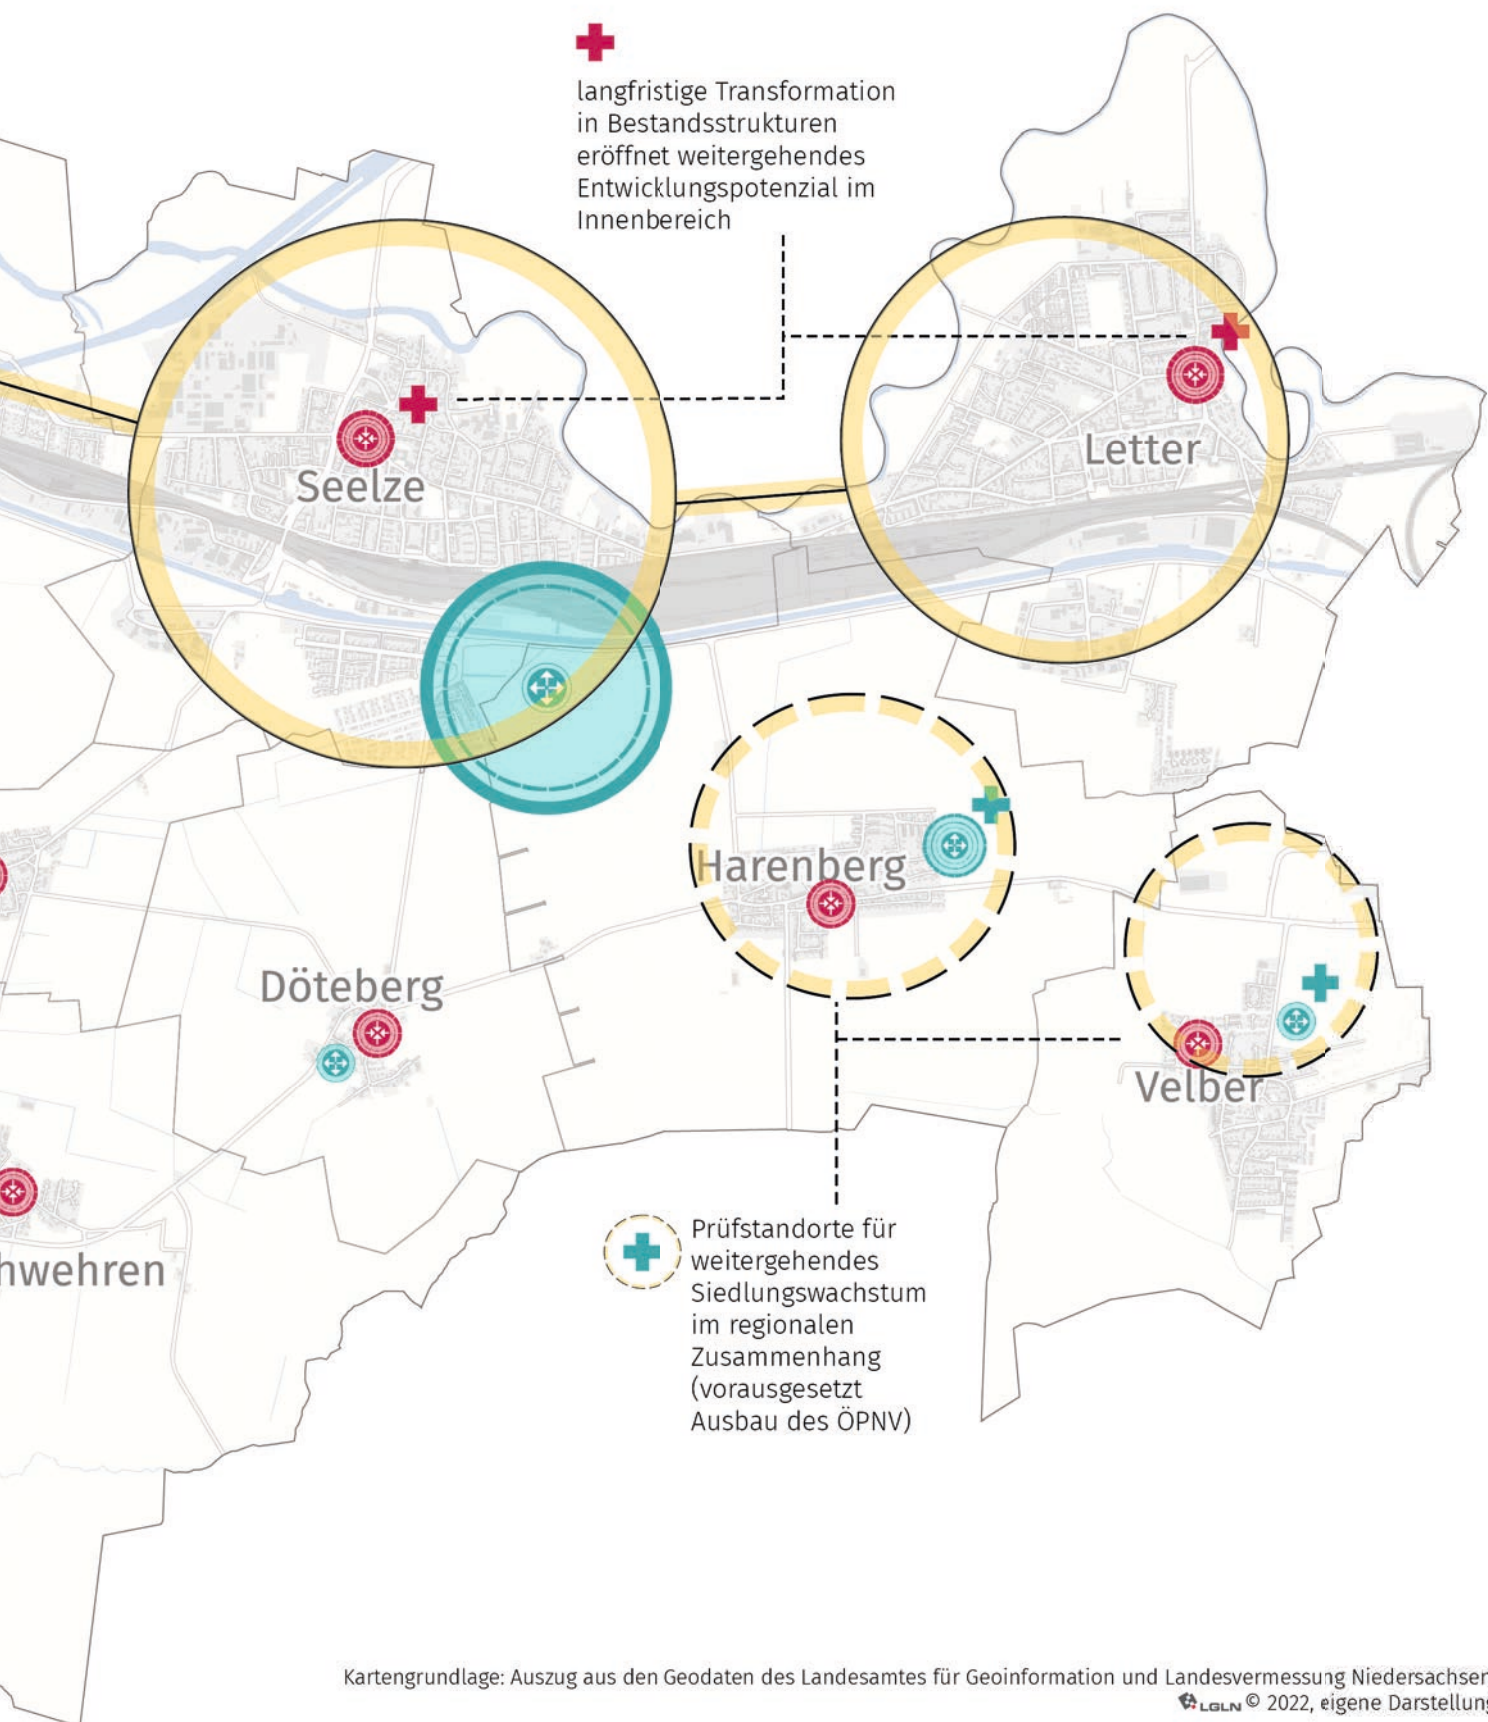 langfristige Transformation
in Bestandsstrukturen
eröffnet weitergehendes
Entwicklungspotenzial im
Innenbereich
Letter
Seelze
Harenberg
Döteberg
Velber
hwehren
Prüfstandorte für
weitergehendes
Siedlungswachstum
im regionalen
Zusammenhang
(vorausgesetzt
Ausbau des ÖPNV)
Kartengrundlage: Auszug aus den Geodaten des Landesamtes für Geoinformation und Landesvermessung Niedersachsen
LGLN © 2022, eigene Darstellung